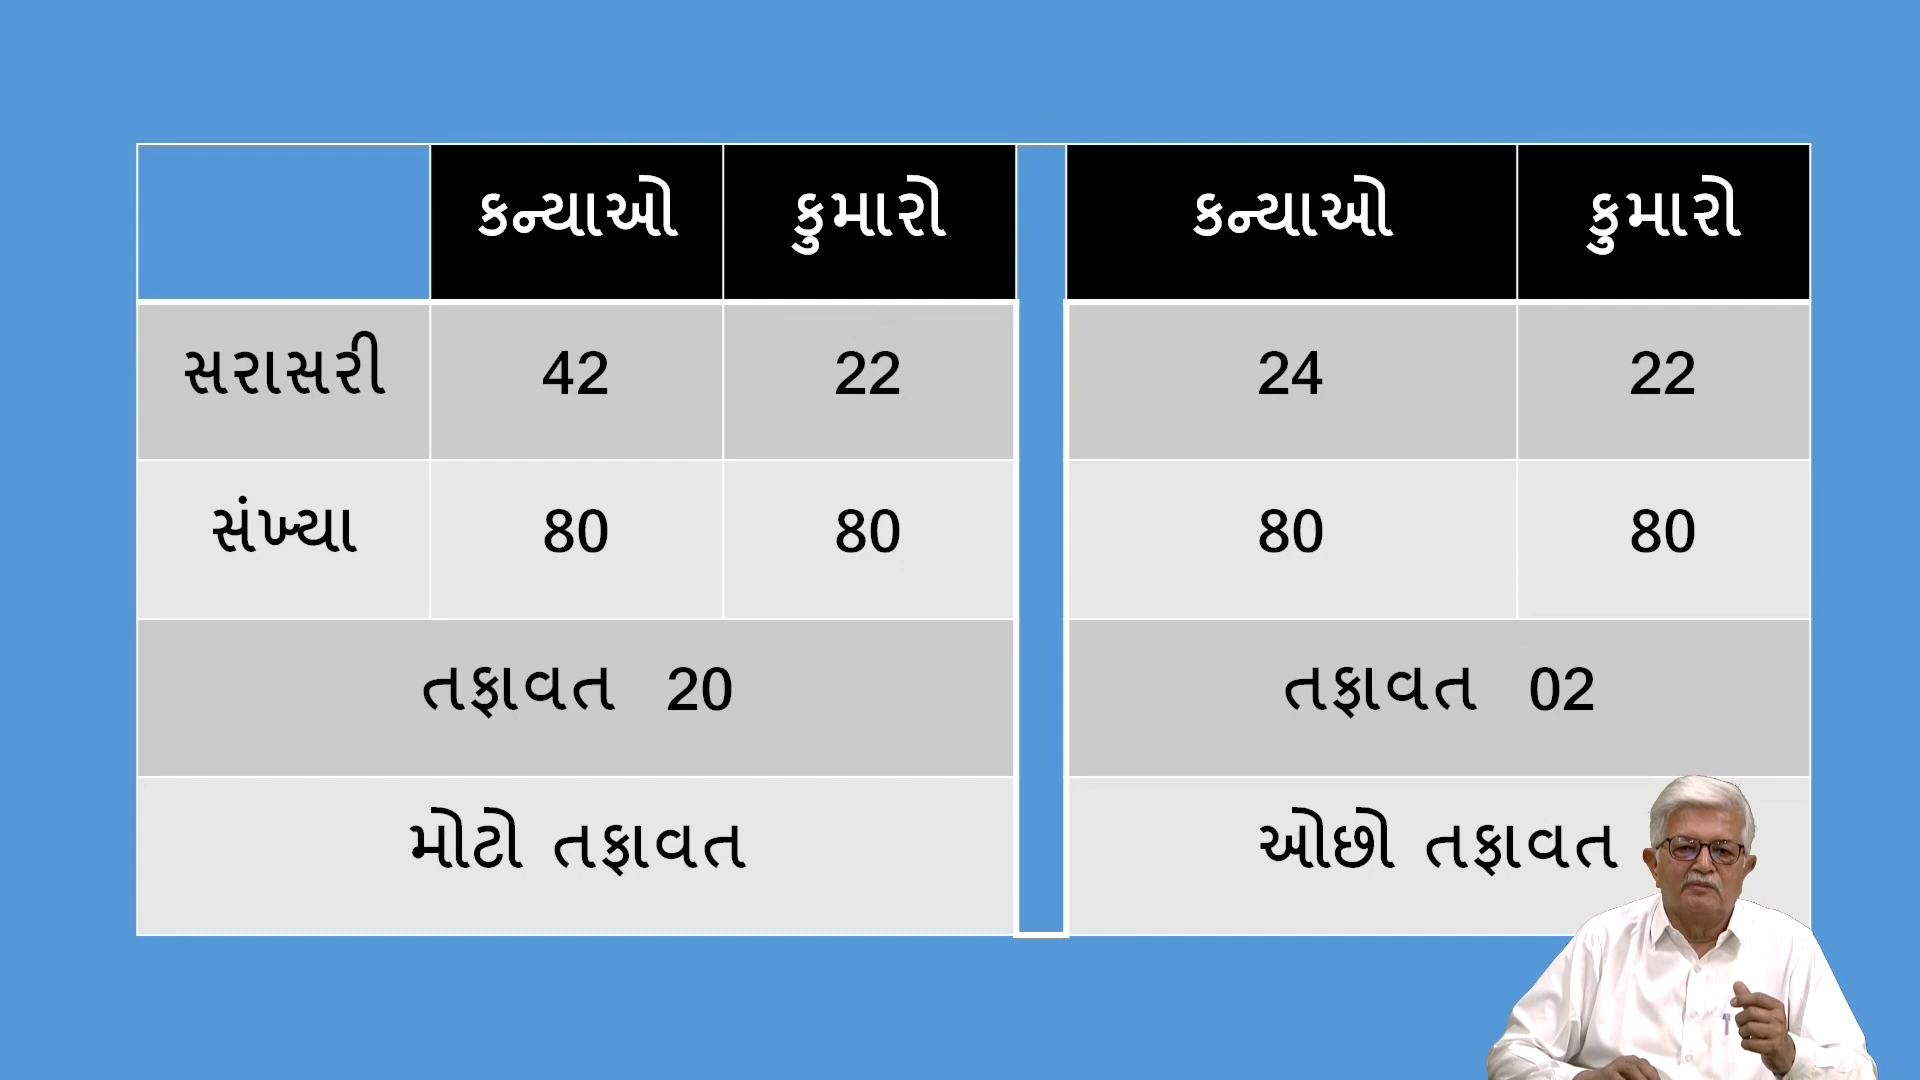 કન્યાઓ કુમારો કન્યાઓ કુમારો
સરાસરી 42 22 24 22
સંખ્યા 80 80 80 80
તફાવત 20 તફાવત 02
મોટો તફાવત ઓછો તફાવત